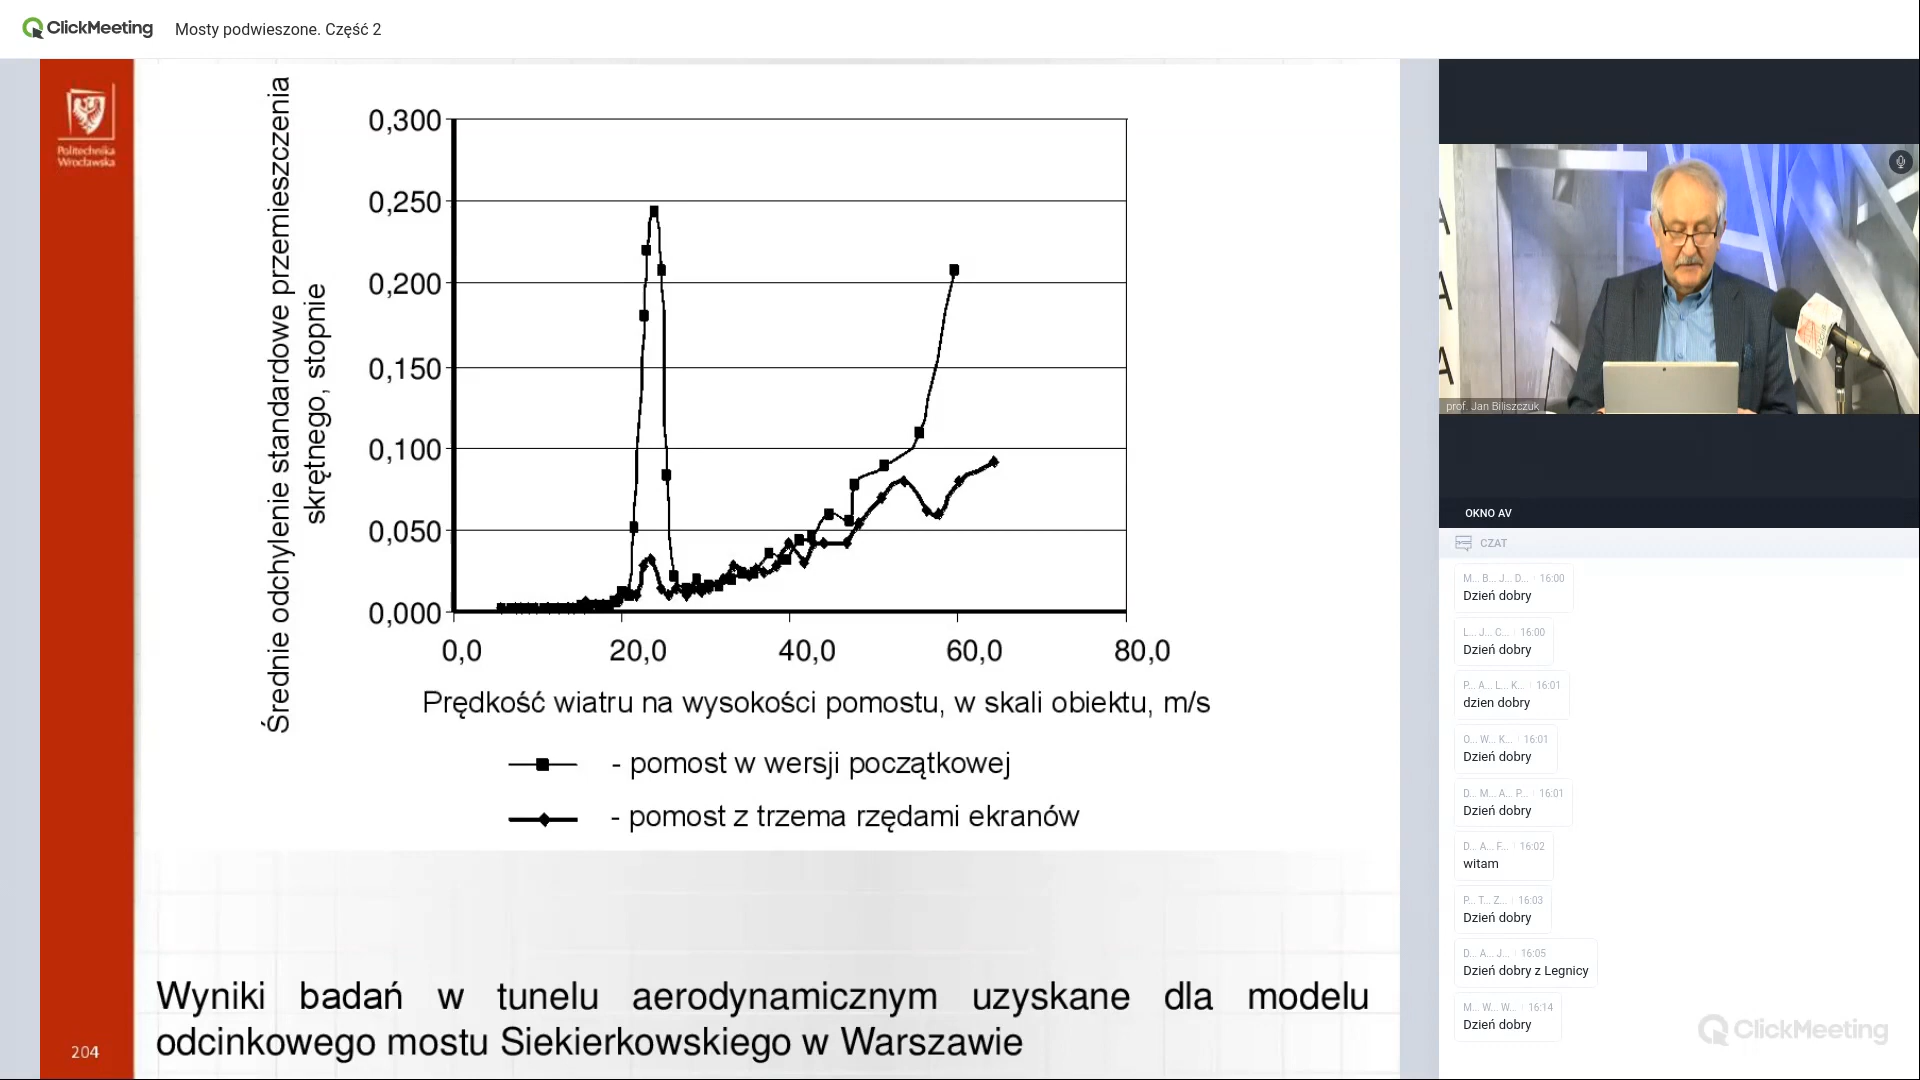 ClickMeeting
Mosty podwieszone. Część 2
Politechnika
Wrocławska
Średnie odchylenie standardowe przemieszczenia
skrętnego, stopnie
0,300
0,250
0,200
0,150
0,100
0,050
0,000
0,0
20,0
40,0
60,0
80,0
Prędkość wiatru na wysokości pomostu, w skali obiektu, m/s
- pomost w wersji początkowej
- pomost z trzema rzędami ekranów
Wyniki badań w tunelu aerodynamicznym uzyskane dla modelu
odcinkowego mostu Siekierkowskiego w Warszawie
204
A
A
A
prof. Jan Biliszczuk
OKNO AV
CZAT
M... B... J... D... 16:00
Dzień dobry
L... J... C... 16:00
Dzień dobry
P... A... L... K... 16:01
dzien dobry
O... W... K... 16:01
Dzień dobry
D... M... A... P... 16:01
Dzień dobry
D... A... F... 16:02
witam
P... T... Z... 16:03
Dzień dobry
D... A... J... 16:05
Dzień dobry z Legnicy
M... W... W... 16:14
Dzień dobry
ClickMeeting